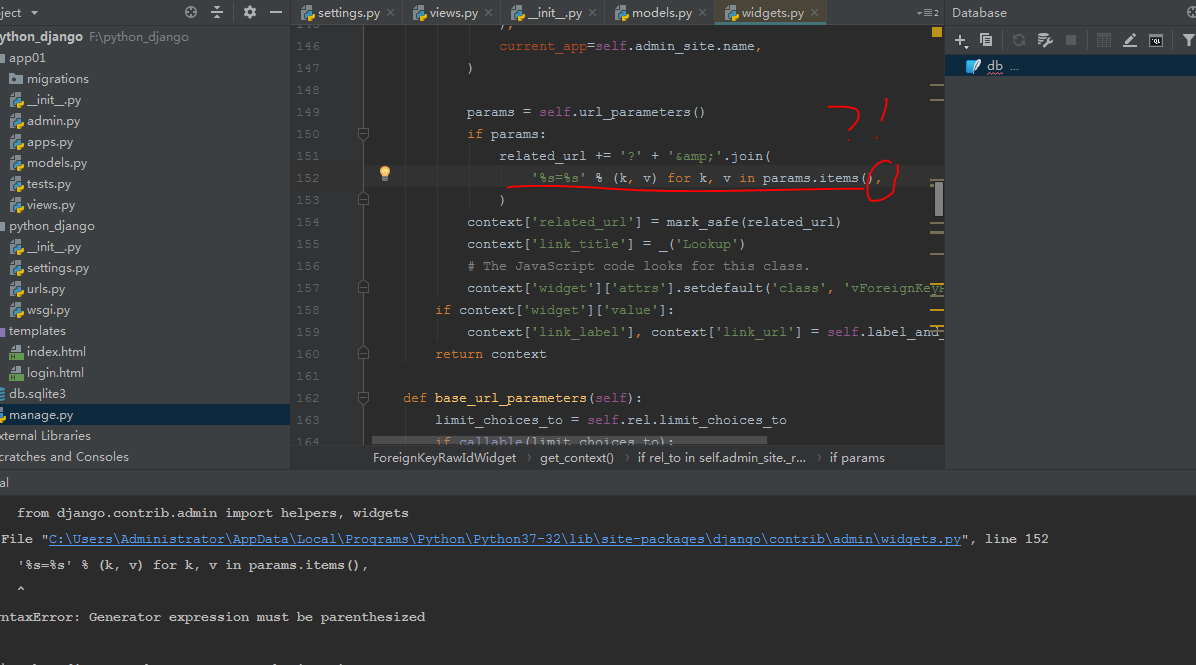 ject
settings.py
views.py
__init__.py
models.py
widgets.py
2
Database
ython_django F:\python_django
app01
migrations
__init__.py
admin.py
apps.py
models.py
tests.py
views.py
python_django
__init__.py
settings.py
urls.py
wsgi.py
templates
index.html
login.html
db.sqlite3
manage.py
xternal Libraries
cratches and Consoles
146 current_app=self.admin_site.name,
147 )
148
149 params = self.url_parameters()
150 if params:
151 related_url += '?' + '&amp;'.join(
152 '%s=%s' % (k, v) for k, v in params.items(),
153 )
154 context['related_url'] = mark_safe(related_url)
155 context['link_title'] = _('Lookup')
156 # The JavaScript code looks for this class.
157 context['widget']['attrs'].setdefault('class', 'vForeignKeyR
158 if context['widget']['value']:
159 context['link_label'], context['link_url'] = self.label_and_
160 return context
161
162 def base_url_parameters(self):
163 limit_choices_to = self.rel.limit_choices_to
164 if callable(limit_choices_to):
?!
ForeignKeyRawIdWidget › get_context() › if rel_to in self.admin_site._r... › if params
db ...
al
from django.contrib.admin import helpers, widgets
File "C:\Users\Administrator\AppData\Local\Programs\Python\Python37-32\lib\site-packages\django\contrib\admin\widgets.py", line 152
'%s=%s' % (k, v) for k, v in params.items(),
^
ntaxError: Generator expression must be parenthesized